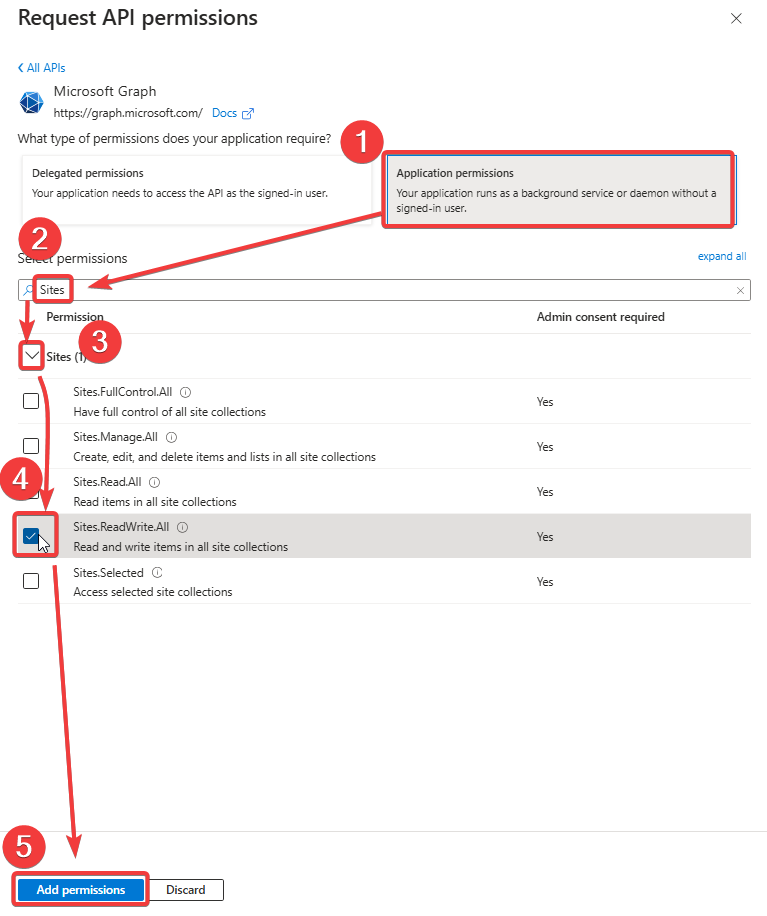 Request API permissions
All APIs
Microsoft Graph
https://graph.microsoft.com/ Docs
What type of permissions does your application require?
1
Delegated permissions
Your application needs to access the API as the signed-in user.
Application permissions
Your application runs as a background service or daemon without a
signed-in user.
2
Select permissions
expand all
Sites
Permission
Admin consent required
3
Sites (1)
Sites.FullControl.All
Have full control of all site collections
Yes
Sites.Manage.All
Create, edit, and delete items and lists in all site collections
Yes
4
Sites.Read.All
Read items in all site collections
Yes
Sites.ReadWrite.All
Read and write items in all site collections
Yes
Sites.Selected
Access selected site collections
Yes
5
Add permissions
Discard